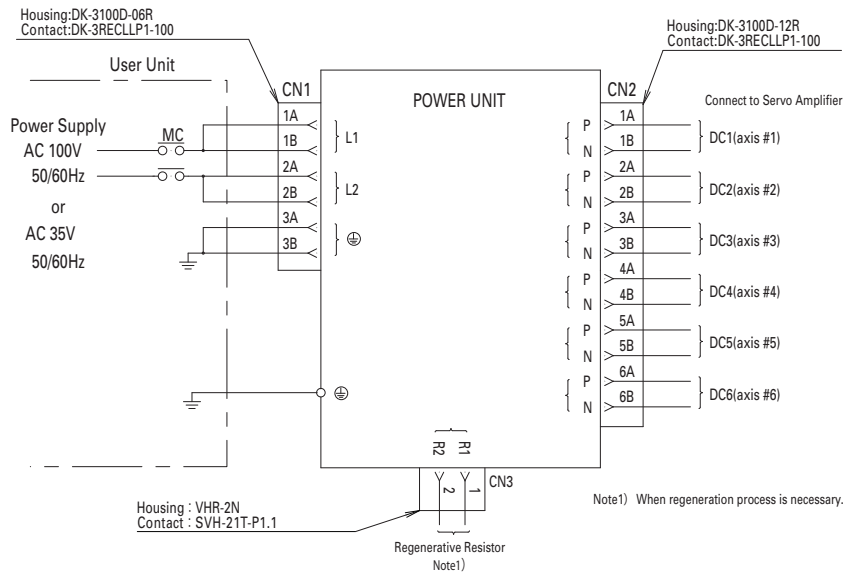 Housing:DK-3100D-06R
Contact:DK-3RECLLP1-100
Housing:DK-3100D-12R
Contact:DK-3RECLLP1-100
User Unit
CN1
POWER UNIT
CN2
Connect to Servo Amplifier
Power Supply
AC 100V
50/60Hz
or
AC 35V
50/60Hz
MC
1A
1B
L1
2A
2B
L2
3A
3B
P
N
1A
1B
DC1(axis #1)
P
N
2A
2B
DC2(axis #2)
P
N
3A
3B
DC3(axis #3)
P
N
4A
4B
DC4(axis #4)
P
N
5A
5B
DC5(axis #5)
P
N
6A
6B
DC6(axis #6)
R2
R1
2
1
CN3
Housing : VHR-2N
Contact : SVH-21T-P1.1
Regenerative Resistor
Note1)
Note1) When regeneration process is necessary.